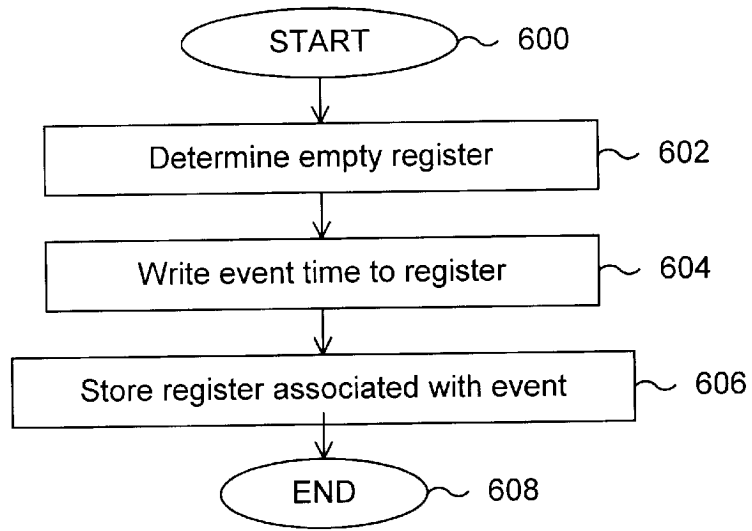 START 600
Determine empty register 602
Write event time to register 604
Store register associated with event 606
END 608